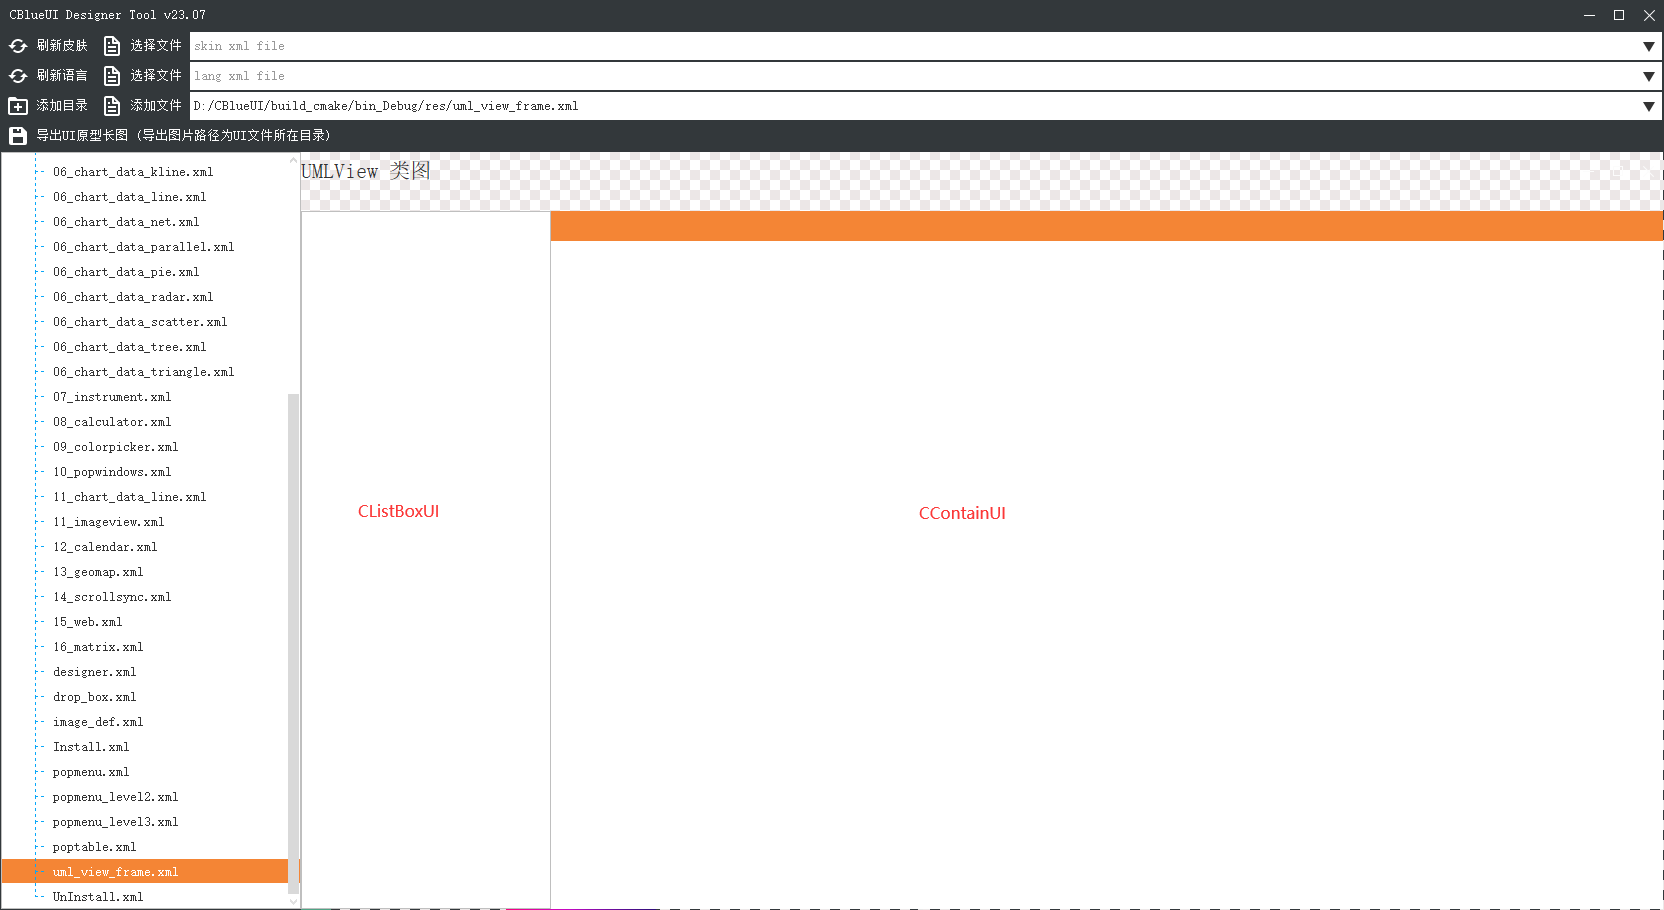 CBlueUI Designer Tool v23.07
刷新皮肤 选择文件 skin xml file
刷新语言 选择文件 lang xml file
添加目录 添加文件 D:/CBlueUI/build_cmake/bin_Debug/res/uml_view_frame.xml
导出UI原型长图 (导出图片路径为UI文件所在目录)
06_chart_data_kline.xml
06_chart_data_line.xml
06_chart_data_net.xml
06_chart_data_parallel.xml
06_chart_data_pie.xml
06_chart_data_radar.xml
06_chart_data_scatter.xml
06_chart_data_tree.xml
06_chart_data_triangle.xml
07_instrument.xml
08_calculator.xml
09_colorpicker.xml
10_popwindows.xml
11_chart_data_line.xml
11_imageview.xml
12_calendar.xml
13_geomap.xml
14_scrollsync.xml
15_web.xml
16_matrix.xml
designer.xml
drop_box.xml
image_def.xml
Install.xml
popmenu.xml
popmenu_level2.xml
popmenu_level3.xml
poptable.xml
uml_view_frame.xml
UnInstall.xml
UMLView 类图
CListBoxUI
CContainUI